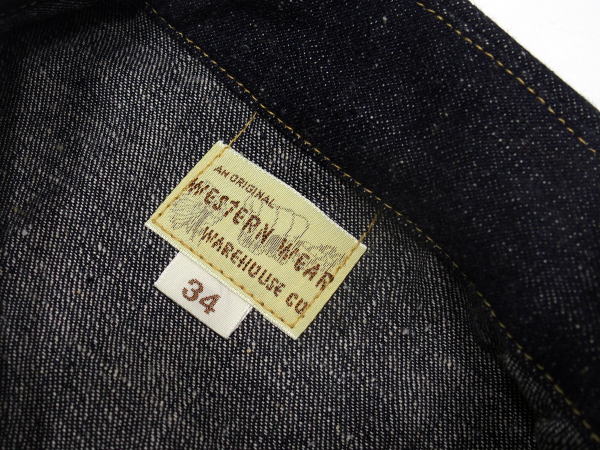 AN ORIGINAL
WESTERN WEAR
WAREHOUSE CO.
34